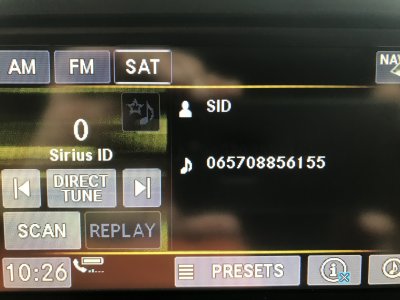 AM FM SAT NAV
0
Sirius ID
SID
065708856155
DIRECT TUNE
SCAN REPLAY
10:26 PRESETS